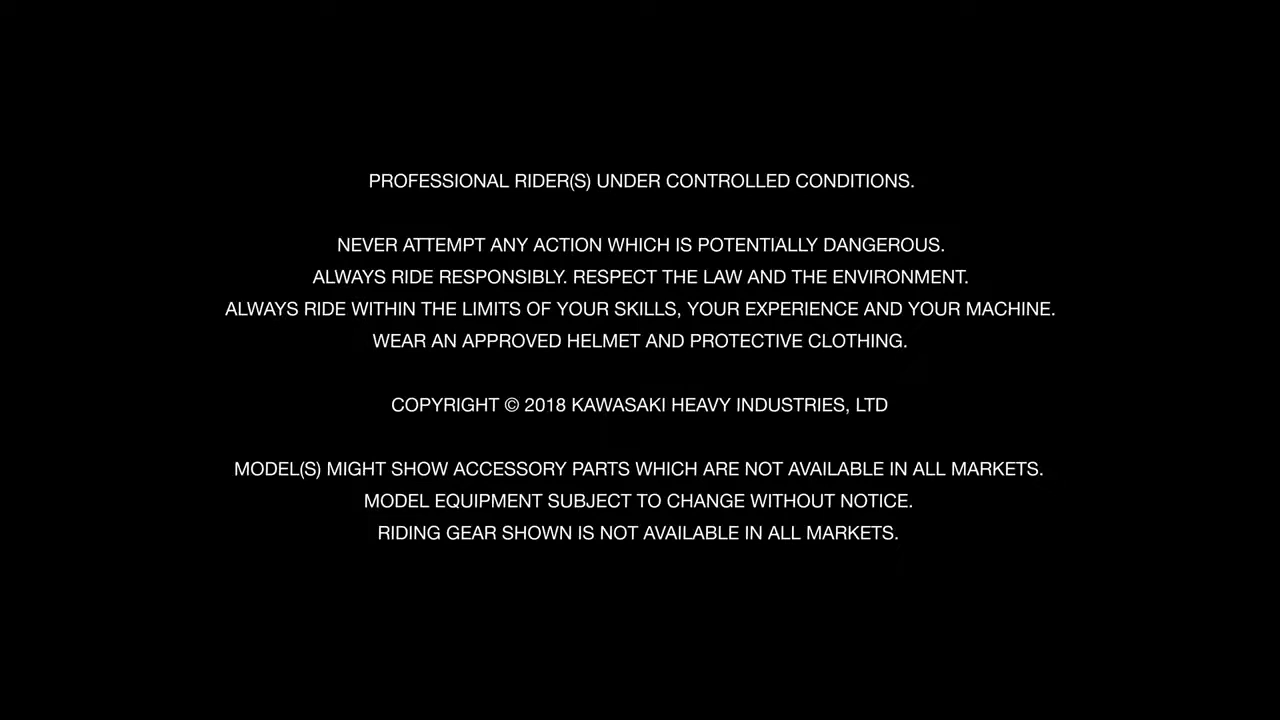 PROFESSIONAL RIDER(S) UNDER CONTROLLED CONDITIONS.
NEVER ATTEMPT ANY ACTION WHICH IS POTENTIALLY DANGEROUS.
ALWAYS RIDE RESPONSIBLY. RESPECT THE LAW AND THE ENVIRONMENT.
ALWAYS RIDE WITHIN THE LIMITS OF YOUR SKILLS, YOUR EXPERIENCE AND YOUR MACHINE.
WEAR AN APPROVED HELMET AND PROTECTIVE CLOTHING.
COPYRIGHT © 2018 KAWASAKI HEAVY INDUSTRIES, LTD
MODEL(S) MIGHT SHOW ACCESSORY PARTS WHICH ARE NOT AVAILABLE IN ALL MARKETS.
MODEL EQUIPMENT SUBJECT TO CHANGE WITHOUT NOTICE.
RIDING GEAR SHOWN IS NOT AVAILABLE IN ALL MARKETS.